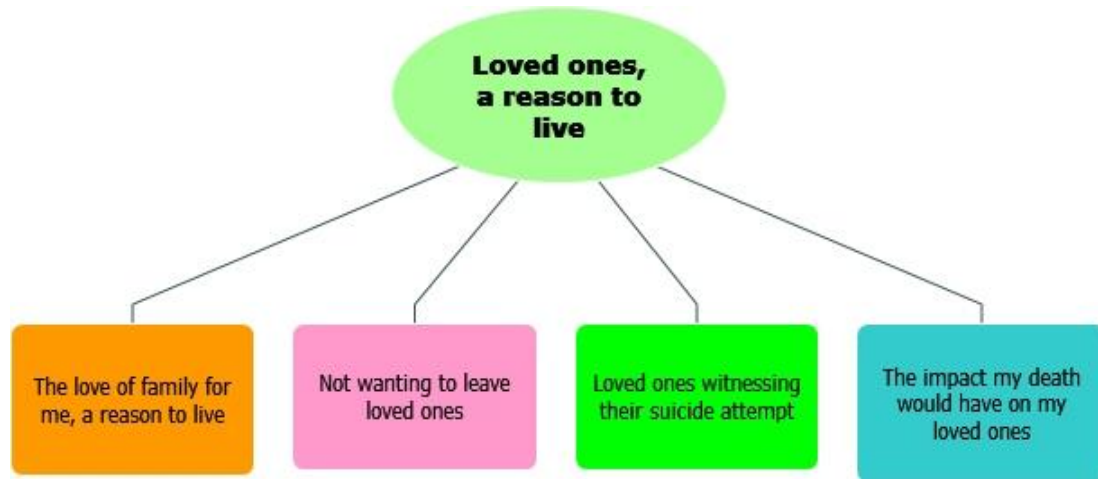 Loved ones,
a reason to
live
The love of family for
me, a reason to live
Not wanting to leave
loved ones
Loved ones witnessing
their suicide attempt
The impact my death
would have on my
loved ones